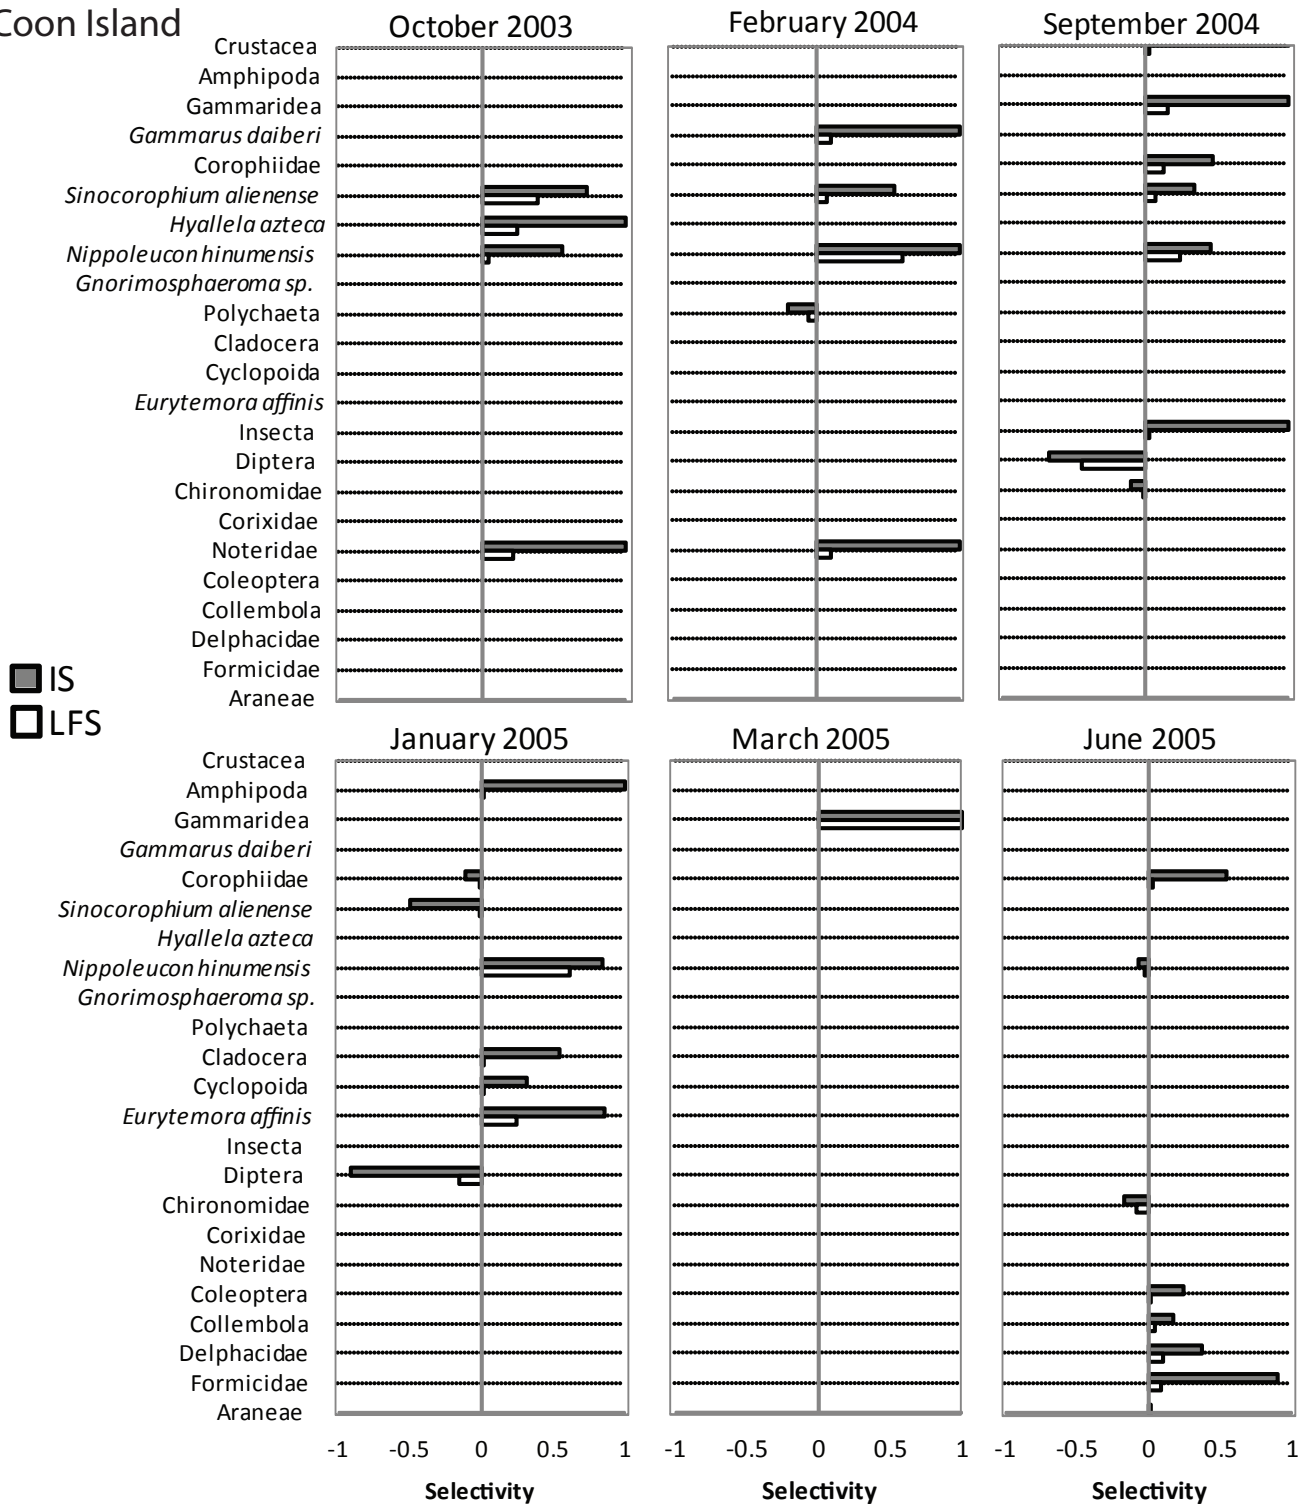 Coon Island
October 2003
February 2004
September 2004
Crustacea
Amphipoda
Gammaridea
Gammarus daiberi
Corophiidae
Sinocorophium alienense
Hyallela azteca
Nippoleucon hinumensis
Gnorimosphaeroma sp.
Polychaeta
Cladocera
Cyclopoida
Eurytemora affinis
Insecta
Diptera
Chironomidae
Corixidae
Noteridae
Coleoptera
Collembola
Delphacidae
Formicidae
Araneae
IS
LFS
January 2005
March 2005
June 2005
Crustacea
Amphipoda
Gammaridea
Gammarus daiberi
Corophiidae
Sinocorophium alienense
Hyallela azteca
Nippoleucon hinumensis
Gnorimosphaeroma sp.
Polychaeta
Cladocera
Cyclopoida
Eurytemora affinis
Insecta
Diptera
Chironomidae
Corixidae
Noteridae
Coleoptera
Collembola
Delphacidae
Formicidae
Araneae
-1 -0.5 0 0.5 1
-1 -0.5 0 0.5 1
-1 -0.5 0 0.5 1
Selectivity
Selectivity
Selectivity